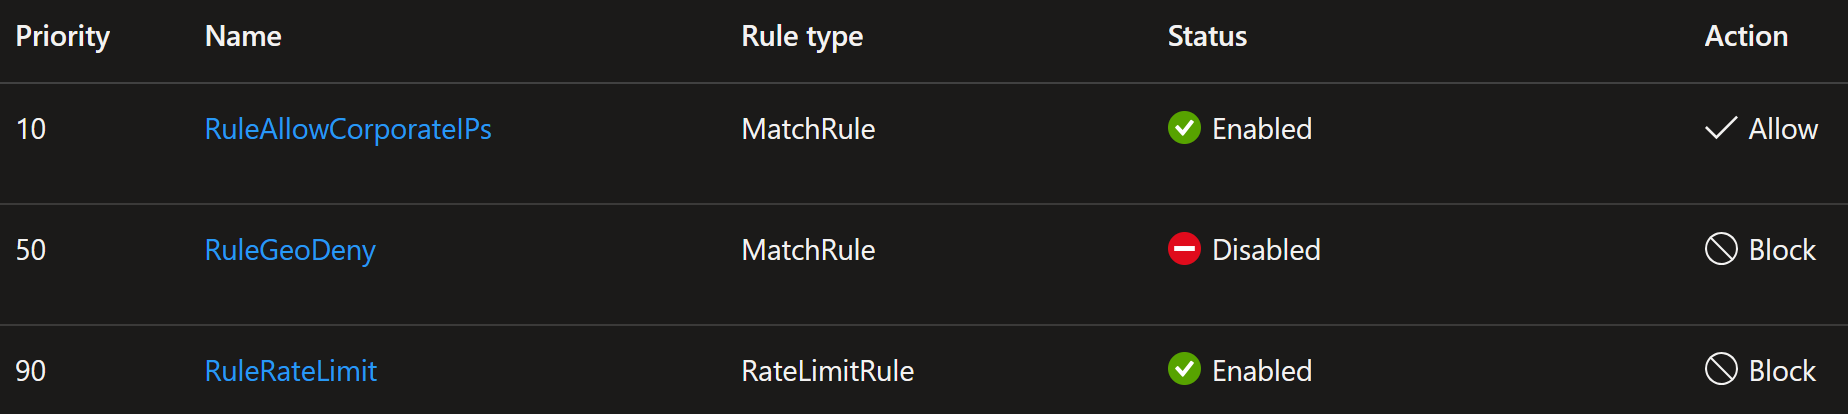 Priority Name Rule type Status Action
10 RuleAllowCorporateIPs MatchRule Enabled Allow
50 RuleGeoDeny MatchRule Disabled Block
90 RuleRateLimit RateLimitRule Enabled Block